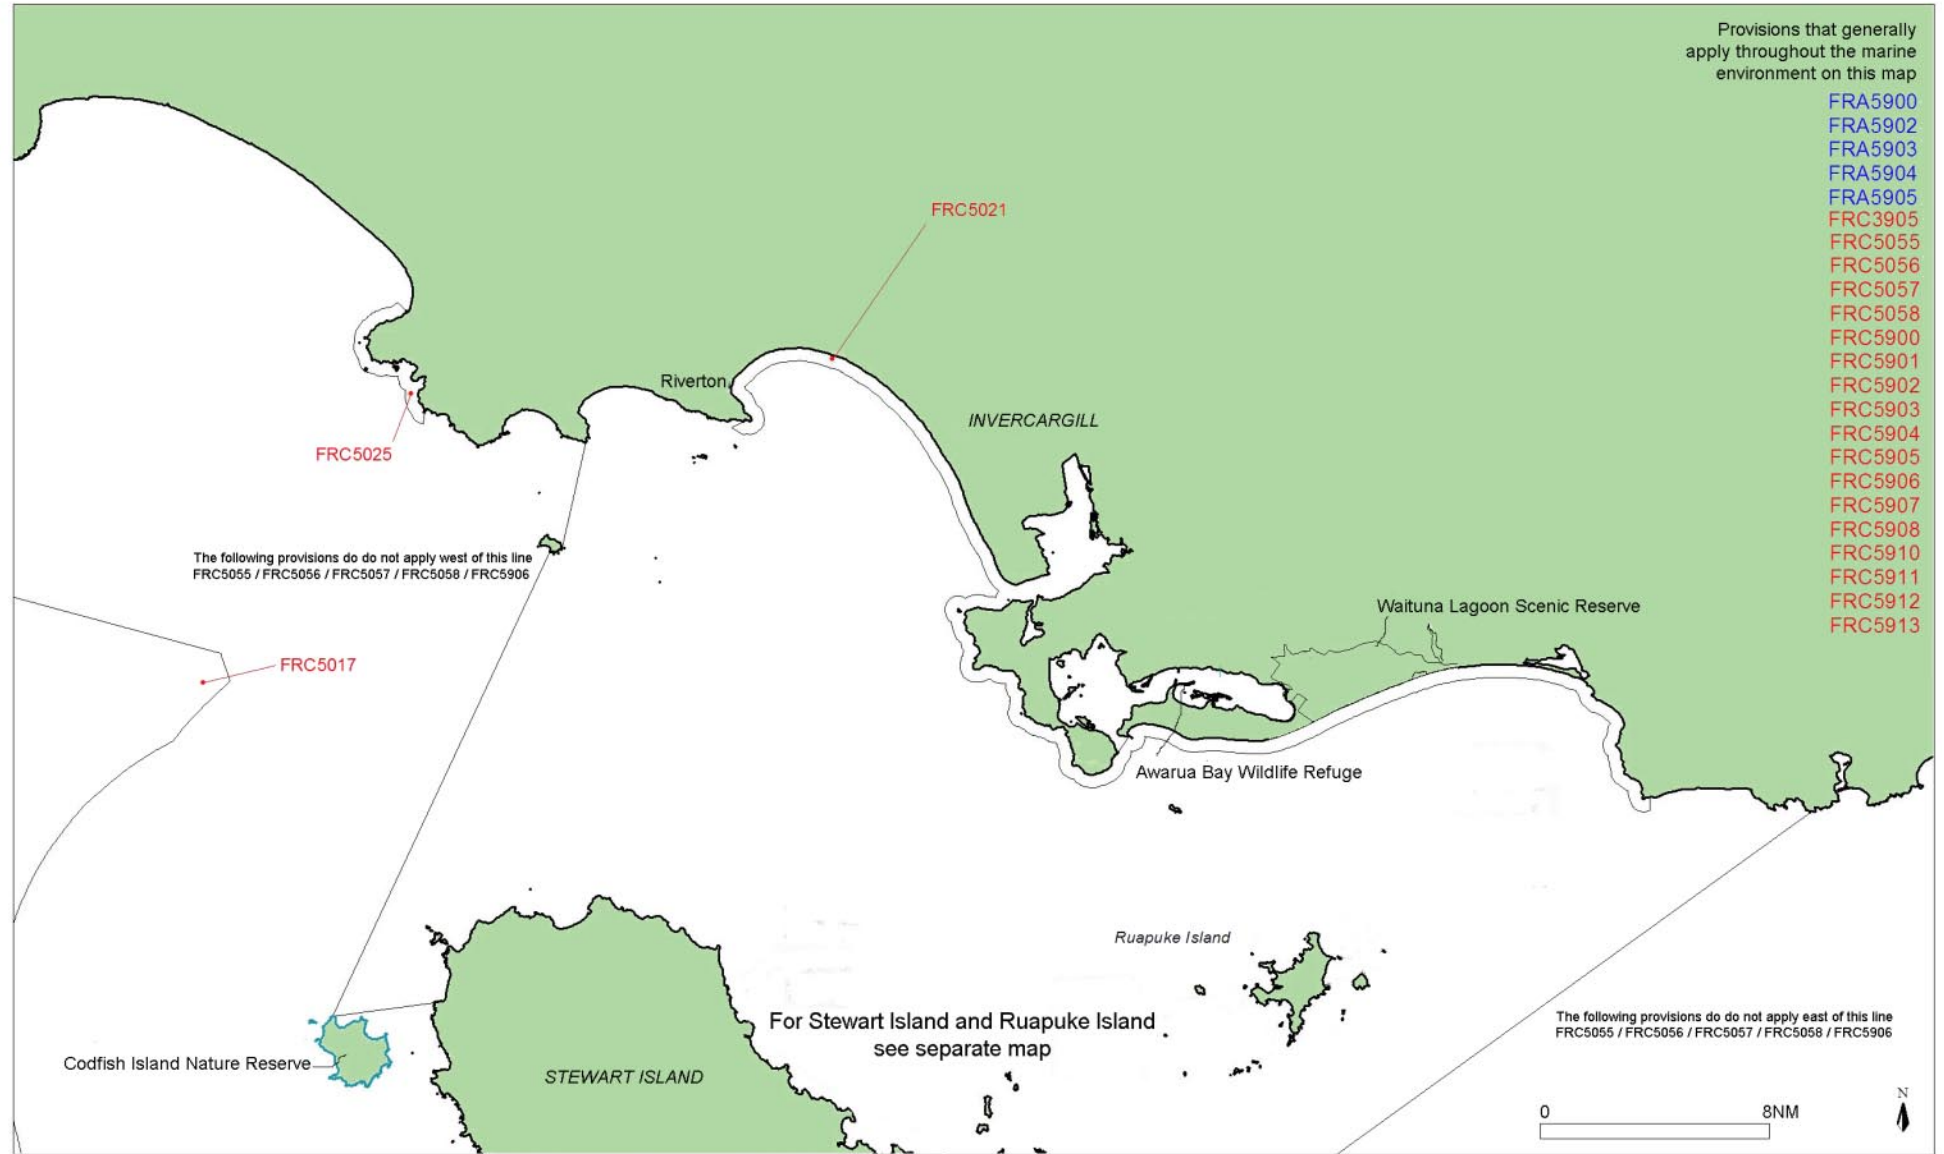 Provisions that generally
apply throughout the marine
environment on this map
FRA5900
FRA5902
FRA5903
FRA5904
FRA5905
FRC3905
FRC5055
FRC5056
FRC5057
FRC5058
FRC5900
FRC5901
FRC5902
FRC5903
FRC5904
FRC5905
FRC5906
FRC5907
FRC5908
FRC5910
FRC5911
FRC5912
FRC5913
FRC5021
Riverton
INVERCARGILL
FRC5025
The following provisions do do not apply west of this line
FRC5055 / FRC5056 / FRC5057 / FRC5058 / FRC5906
Waituna Lagoon Scenic Reserve
FRC5017
Awarua Bay Wildlife Refuge
Ruapuke Island
For Stewart Island and Ruapuke Island
see separate map
The following provisions do do not apply east of this line
FRC5055 / FRC5056 / FRC5057 / FRC5058 / FRC5906
Codfish Island Nature Reserve
STEWART ISLAND
0 8NM
N